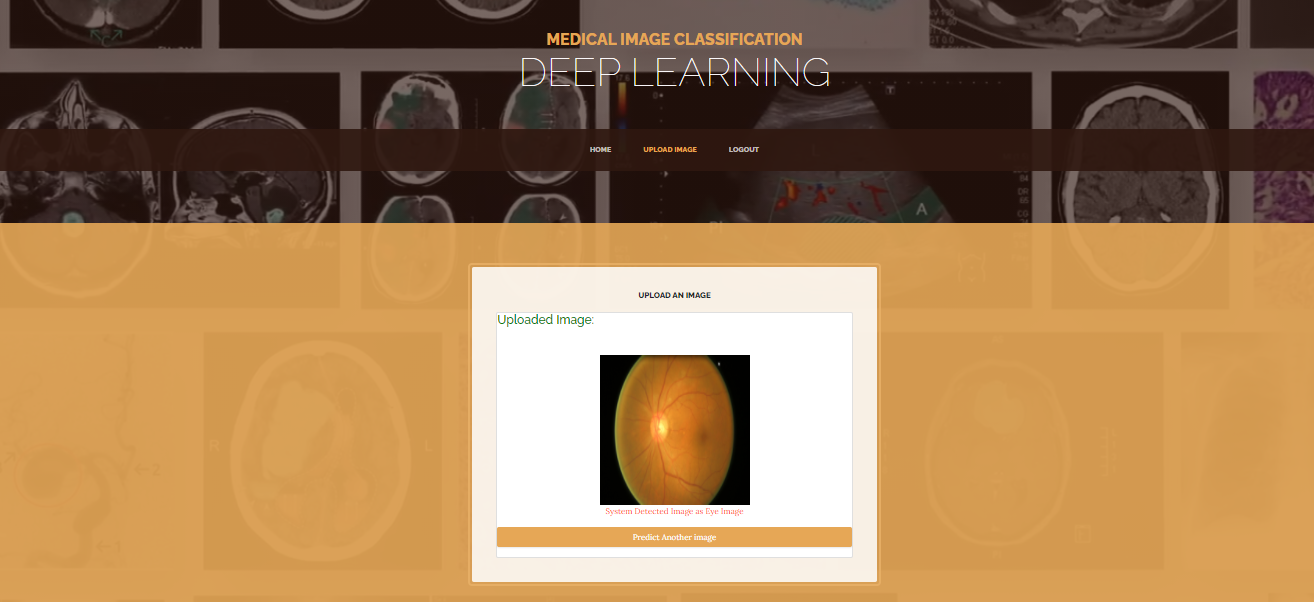 MEDICAL IMAGE CLASSIFICATION
DEEP LEARNING
HOME
UPLOAD IMAGE
LOGOUT
A
UPLOAD AN IMAGE
Uploaded Image:
R
L
System Detected Image as Eye Image
Predict Another image